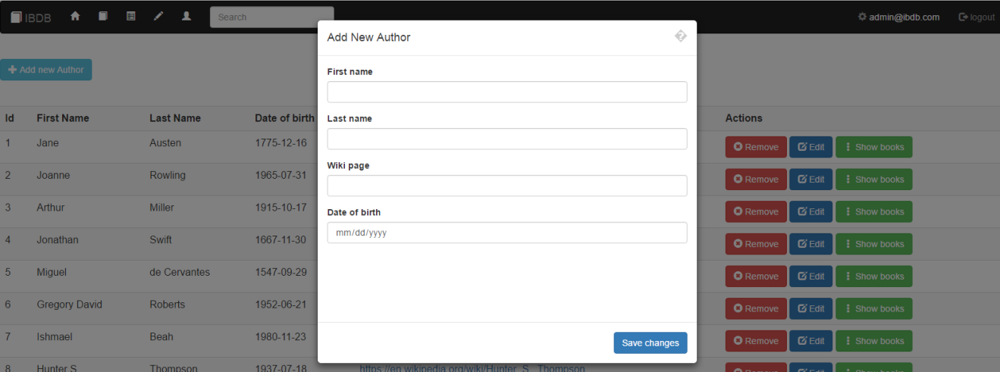 IBDB Search admin@ibdb.com logout
Add New Author
Add new Author
First name
Last name
Wiki page
Date of birth
mm/dd/yyyy
Save changes
Id First Name Last Name Date of birth Actions
1 Jane Austen 1775-12-16 Remove Edit Show books
2 Joanne Rowling 1965-07-31 Remove Edit Show books
3 Arthur Miller 1915-10-17 Remove Edit Show books
4 Jonathan Swift 1667-11-30 Remove Edit Show books
5 Miguel de Cervantes 1547-09-29 Remove Edit Show books
6 Gregory David Roberts 1952-06-21 Remove Edit Show books
7 Ishmael Beah 1980-11-23 Remove Edit Show books
8 Hunter S. Thompson 1937-07-18 https://en.wikipedia.org/wiki/Hunter_S._Thompson Remove Edit Show books